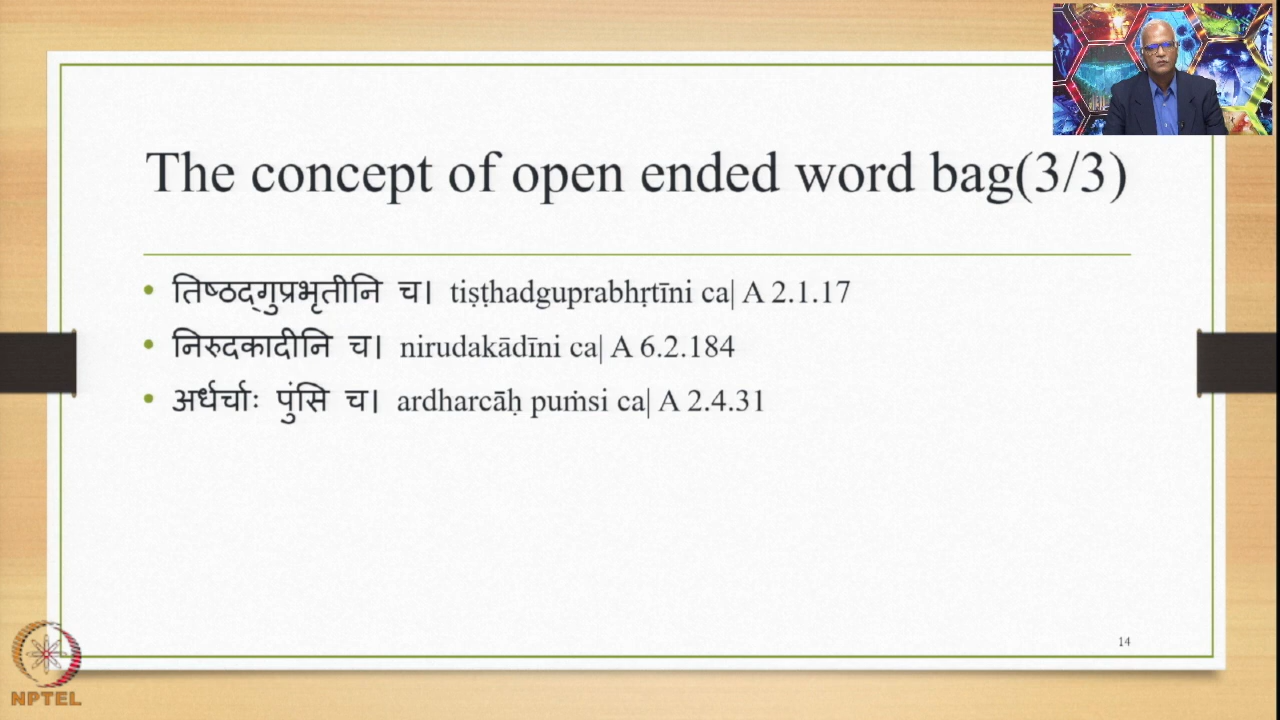 The concept of open ended word bag(3/3)
• तिष्ठद्गुप्रभृतीनि च। tiṣṭhadguprabhṛtīni ca| A 2.1.17
• निरुदकादीनि च। nirudakādīni ca| A 6.2.184
• अर्धर्चाः पुंसि च। ardharcāḥ puṁsi ca| A 2.4.31
14
NPTEL